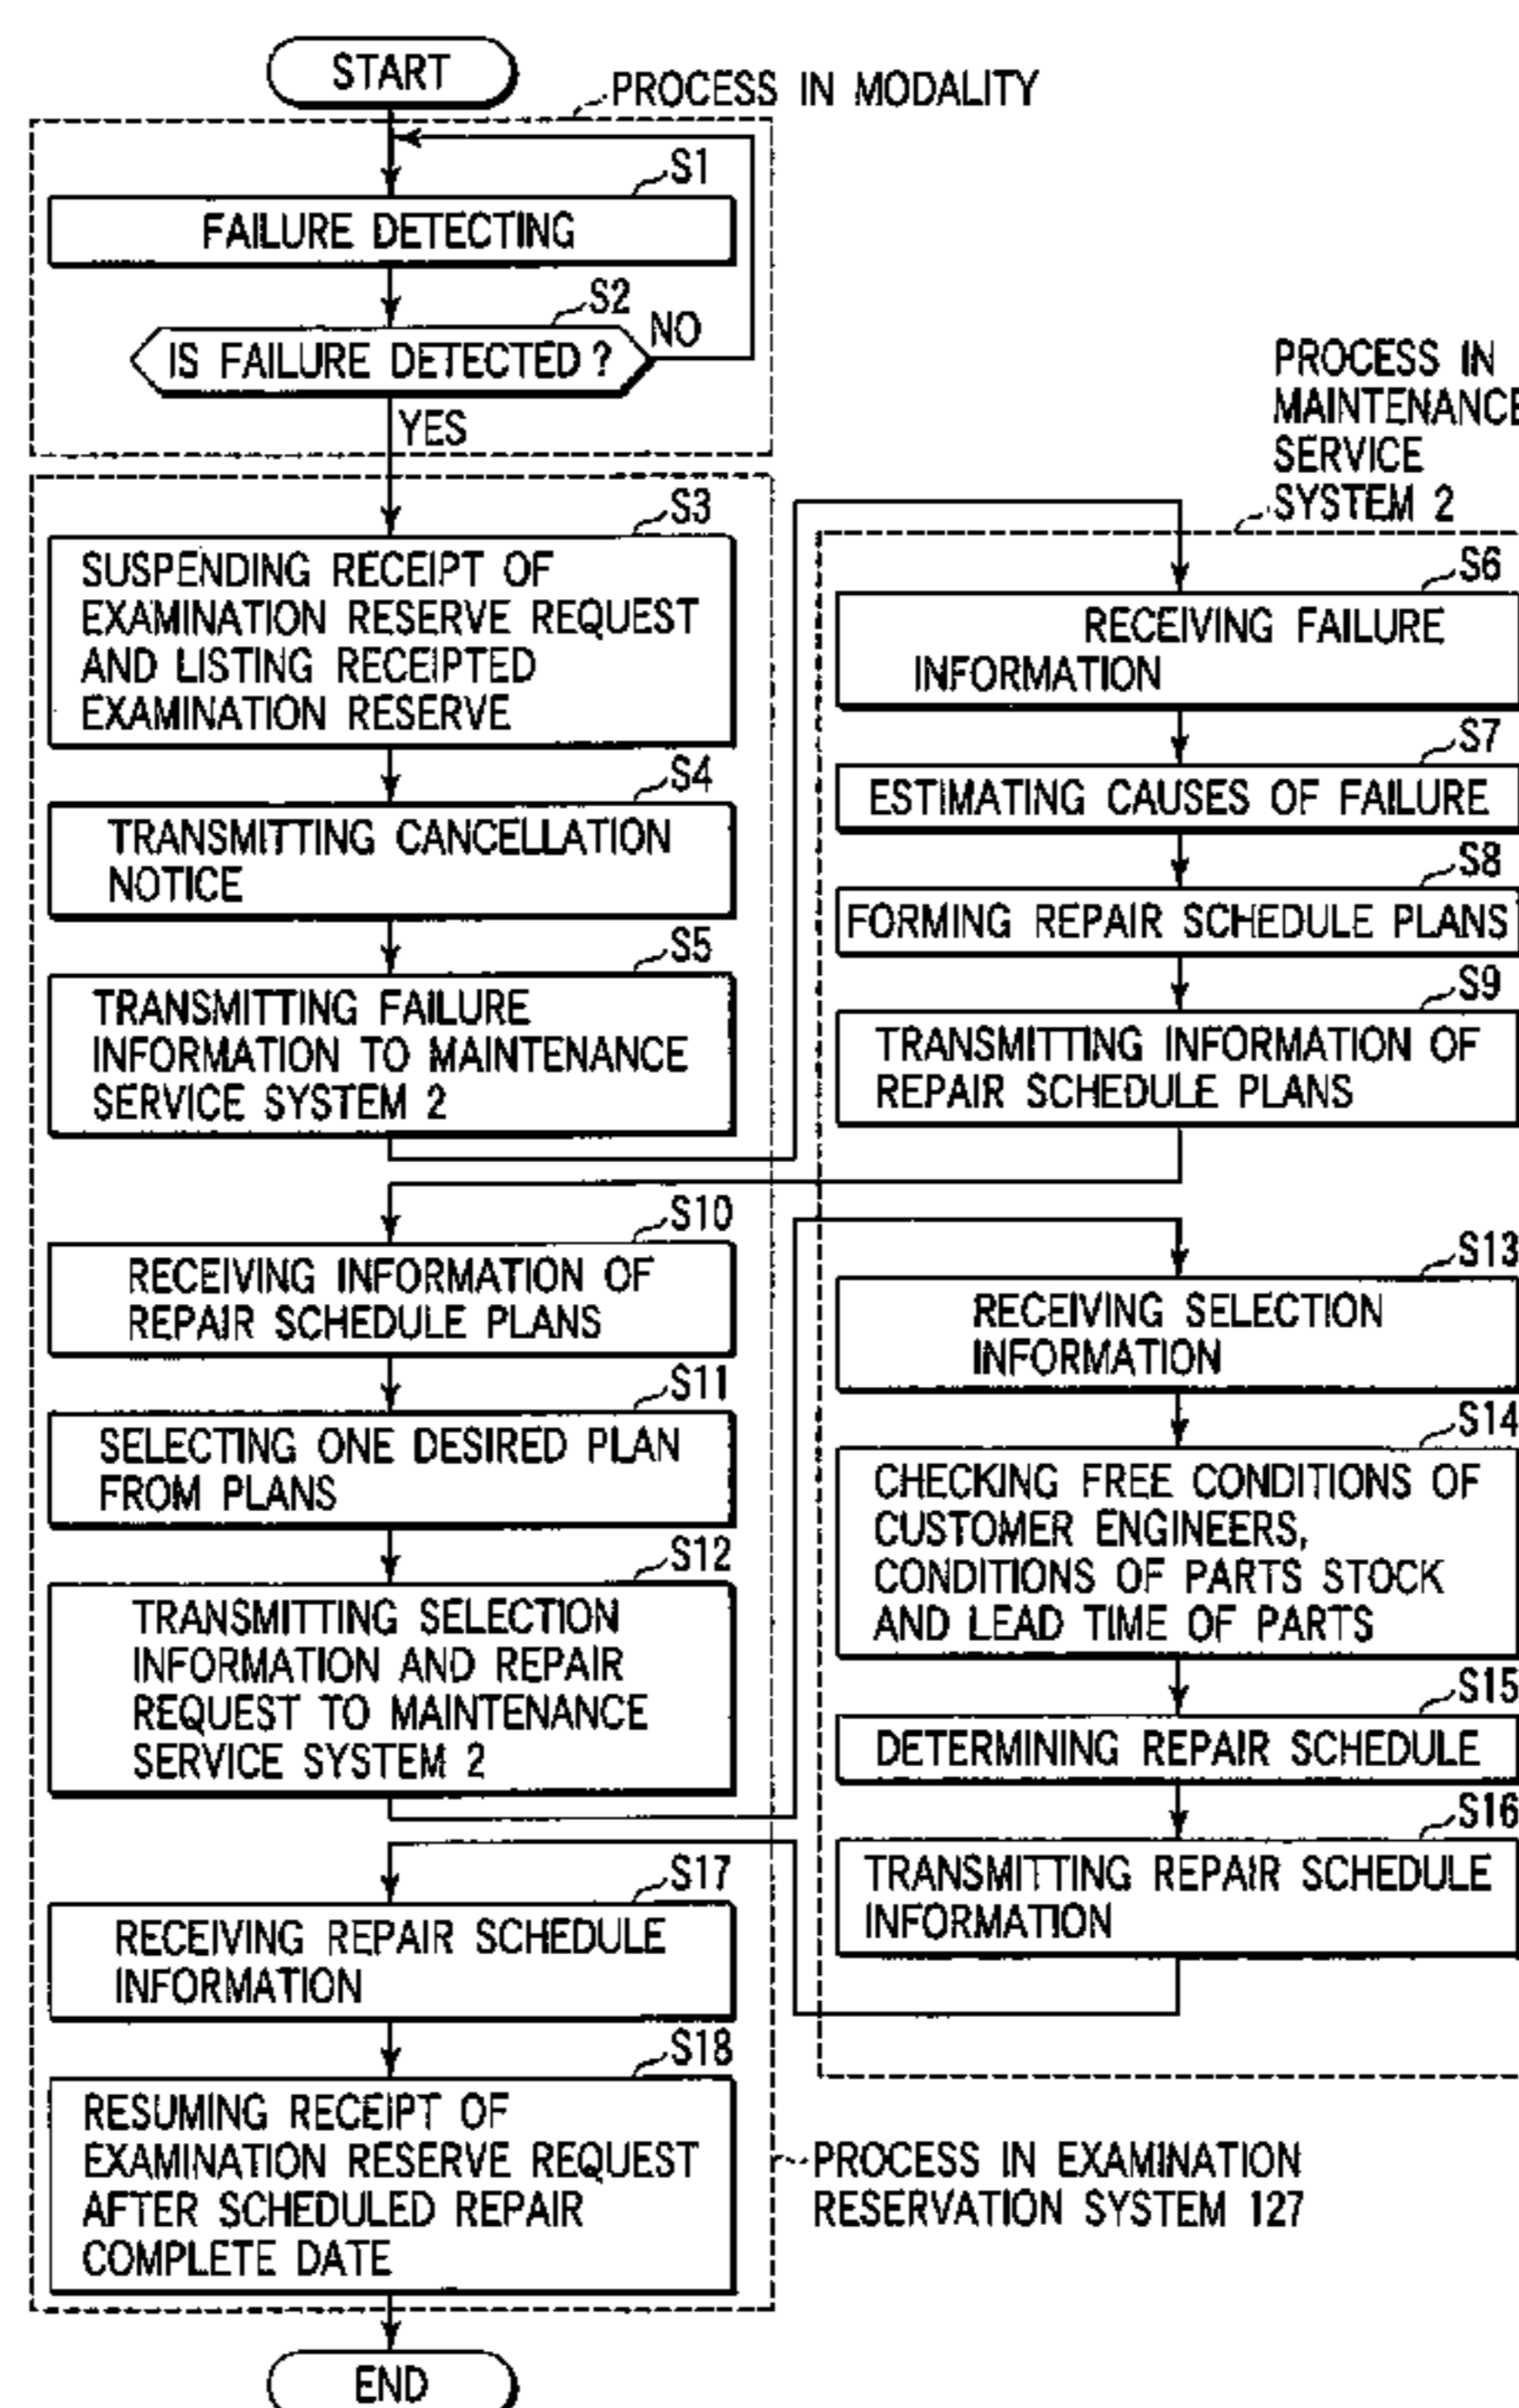 START
PROCESS IN MODALITY
S1
FAILURE DETECTING
S2
IS FAILURE DETECTED ?
NO
YES
S3
SUSPENDING RECEIPT OF
EXAMINATION RESERVE REQUEST
AND LISTING RECEIPTED
EXAMINATION RESERVE
S4
TRANSMITTING CANCELLATION
NOTICE
S5
TRANSMITTING FAILURE
INFORMATION TO MAINTENANCE
SERVICE SYSTEM 2
PROCESS IN
MAINTENANCE
SERVICE
SYSTEM 2
S6
RECEIVING FAILURE
INFORMATION
S7
ESTIMATING CAUSES OF FAILURE
S8
FORMING REPAIR SCHEDULE PLANS
S9
TRANSMITTING INFORMATION OF
REPAIR SCHEDULE PLANS
S10
RECEIVING INFORMATION OF
REPAIR SCHEDULE PLANS
S11
SELECTING ONE DESIRED PLAN
FROM PLANS
S12
TRANSMITTING SELECTION
INFORMATION AND REPAIR
REQUEST TO MAINTENANCE
SERVICE SYSTEM 2
S13
RECEIVING SELECTION
INFORMATION
S14
CHECKING FREE CONDITIONS OF
CUSTOMER ENGINEERS,
CONDITIONS OF PARTS STOCK
AND LEAD TIME OF PARTS
S15
DETERMINING REPAIR SCHEDULE
S16
TRANSMITTING REPAIR SCHEDULE
INFORMATION
S17
RECEIVING REPAIR SCHEDULE
INFORMATION
S18
RESUMING RECEIPT OF
EXAMINATION RESERVE REQUEST
AFTER SCHEDULED REPAIR
COMPLETE DATE
PROCESS IN EXAMINATION
RESERVATION SYSTEM 127
END